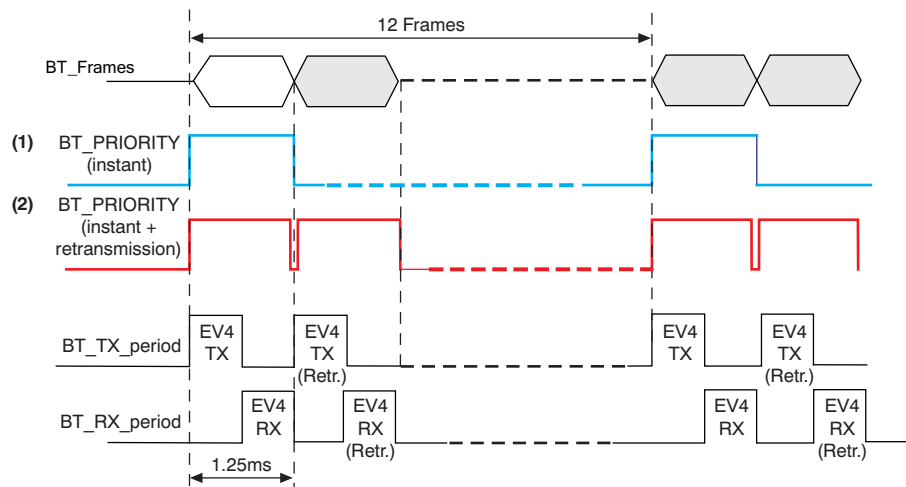 12 Frames
BT_Frames
(1) BT_PRIORITY
(instant)
(2) BT_PRIORITY
(instant +
retransmission)
BT_TX_period
EV4
TX
EV4
TX
(Retr.)
EV4
TX
EV4
TX
(Retr.)
BT_RX_period
EV4
RX
EV4
RX
(Retr.)
EV4
RX
EV4
RX
(Retr.)
1.25ms